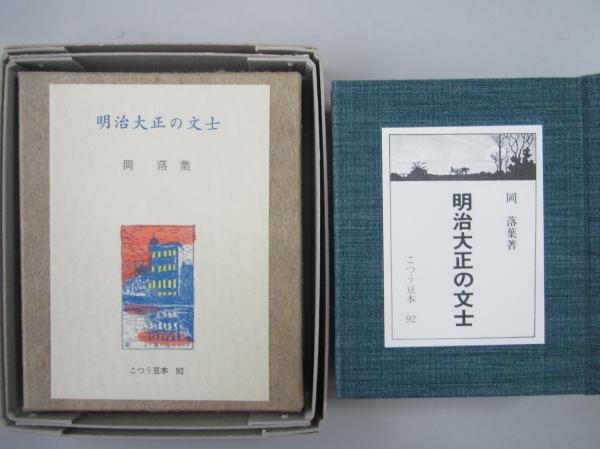 明治大正の文士
岡 落葉
こつう豆本 92
岡 落葉著
明治大正の文士
こつう豆本 92